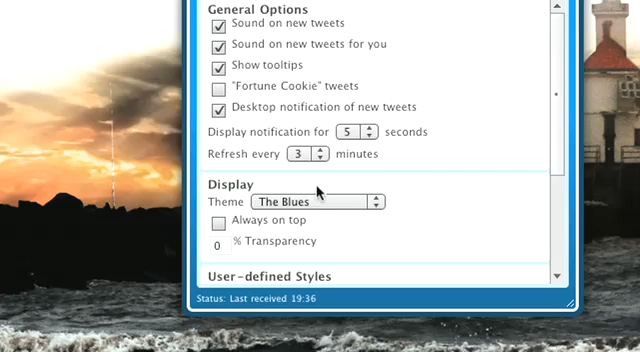 General Options
Sound on new tweets
Sound on new tweets for you
Show tooltips
"Fortune Cookie" tweets
Desktop notification of new tweets
Display notification for 5 seconds
Refresh every 3 minutes
Display
Theme The Blues
Always on top
0 % Transparency
User-defined Styles
Status: Last received 19:36